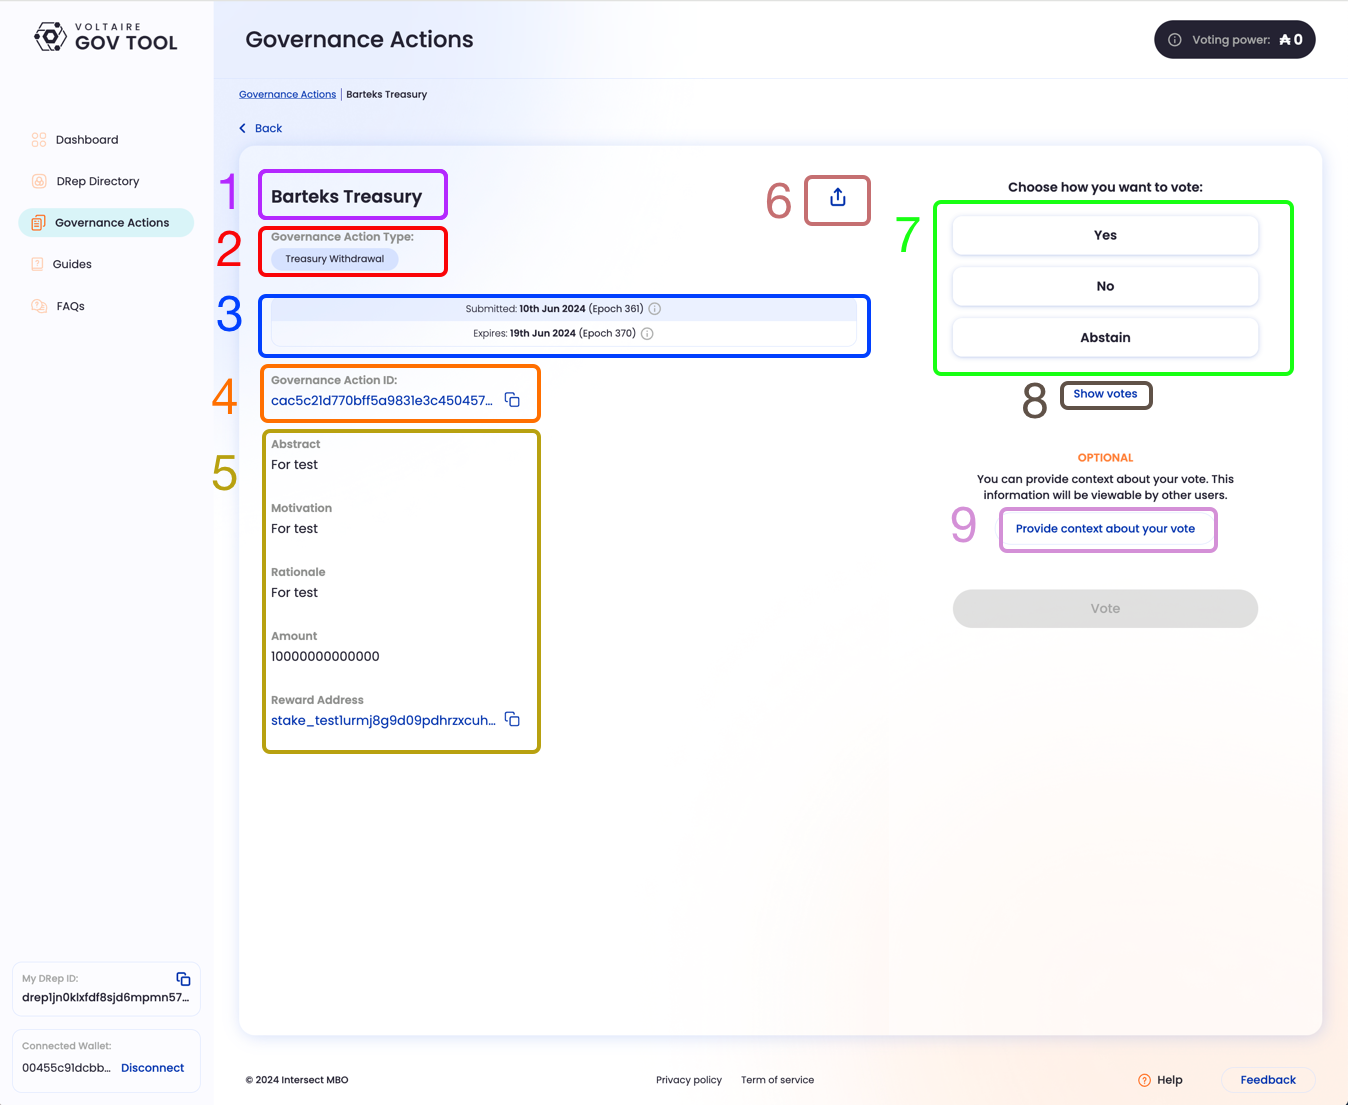 VOLTAIRE
GOV TOOL
Governance Actions
Voting power: ₳ 0
Governance Actions | Barteks Treasury
Back
Dashboard
DRep Directory
Governance Actions
Guides
FAQs
1
Barteks Treasury
2
Governance Action Type:
Treasury Withdrawal
3
Submitted: 10th Jun 2024 (Epoch 361)
Expires: 19th Jun 2024 (Epoch 370)
4
Governance Action ID:
cac5c21d770bff5a9831e3c450457...
5
Abstract
For test
Motivation
For test
Rationale
For test
Amount
10000000000000
Reward Address
stake_test1urmj8g9d09pdhrzxcuh...
6
Choose how you want to vote:
7
Yes
No
Abstain
8
Show votes
OPTIONAL
You can provide context about your vote. This
information will be viewable by other users.
9
Provide context about your vote
Vote
My DRep ID:
drep1jn0klxfdf8sjd6mpmn57...
Connected Wallet:
00455c91dcbb...
Disconnect
© 2024 Intersect MBO
Privacy policy
Term of service
Help
Feedback